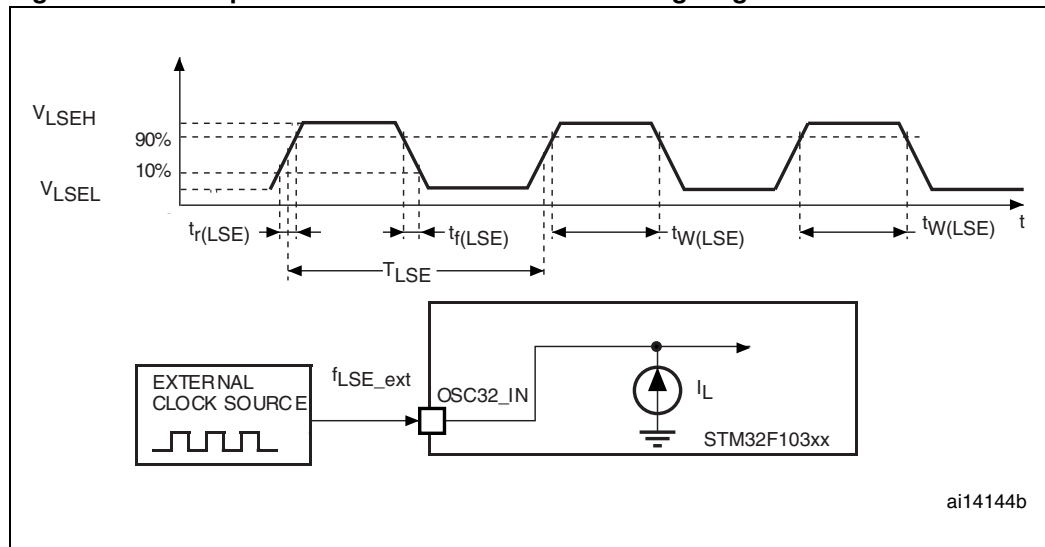 V_LSEH
90%
10%
V_LSEL
t_r(LSE)
t_f(LSE)
t_W(LSE)
t_W(LSE)
t
T_LSE
EXTERNAL
CLOCK SOURCE
f_LSE_ext
OSC32_IN
I_L
STM32F103xx
ai14144b